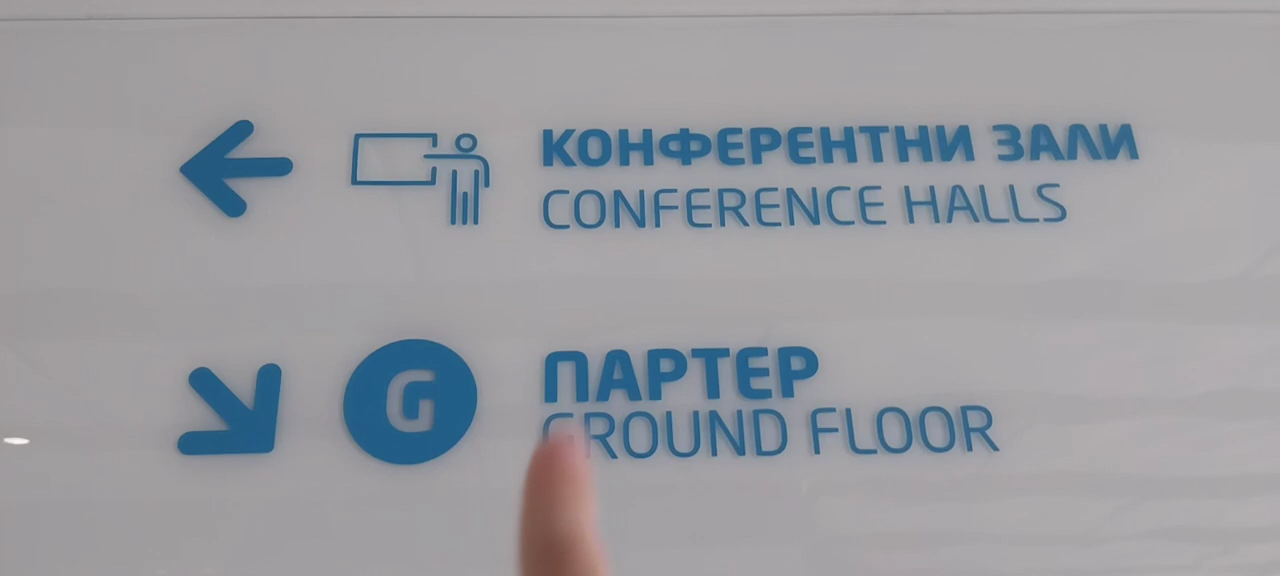 КОНФЕРЕНТНИ ЗАЛИ
CONFERENCE HALLS
G
ПАРТЕР
GROUND FLOOR